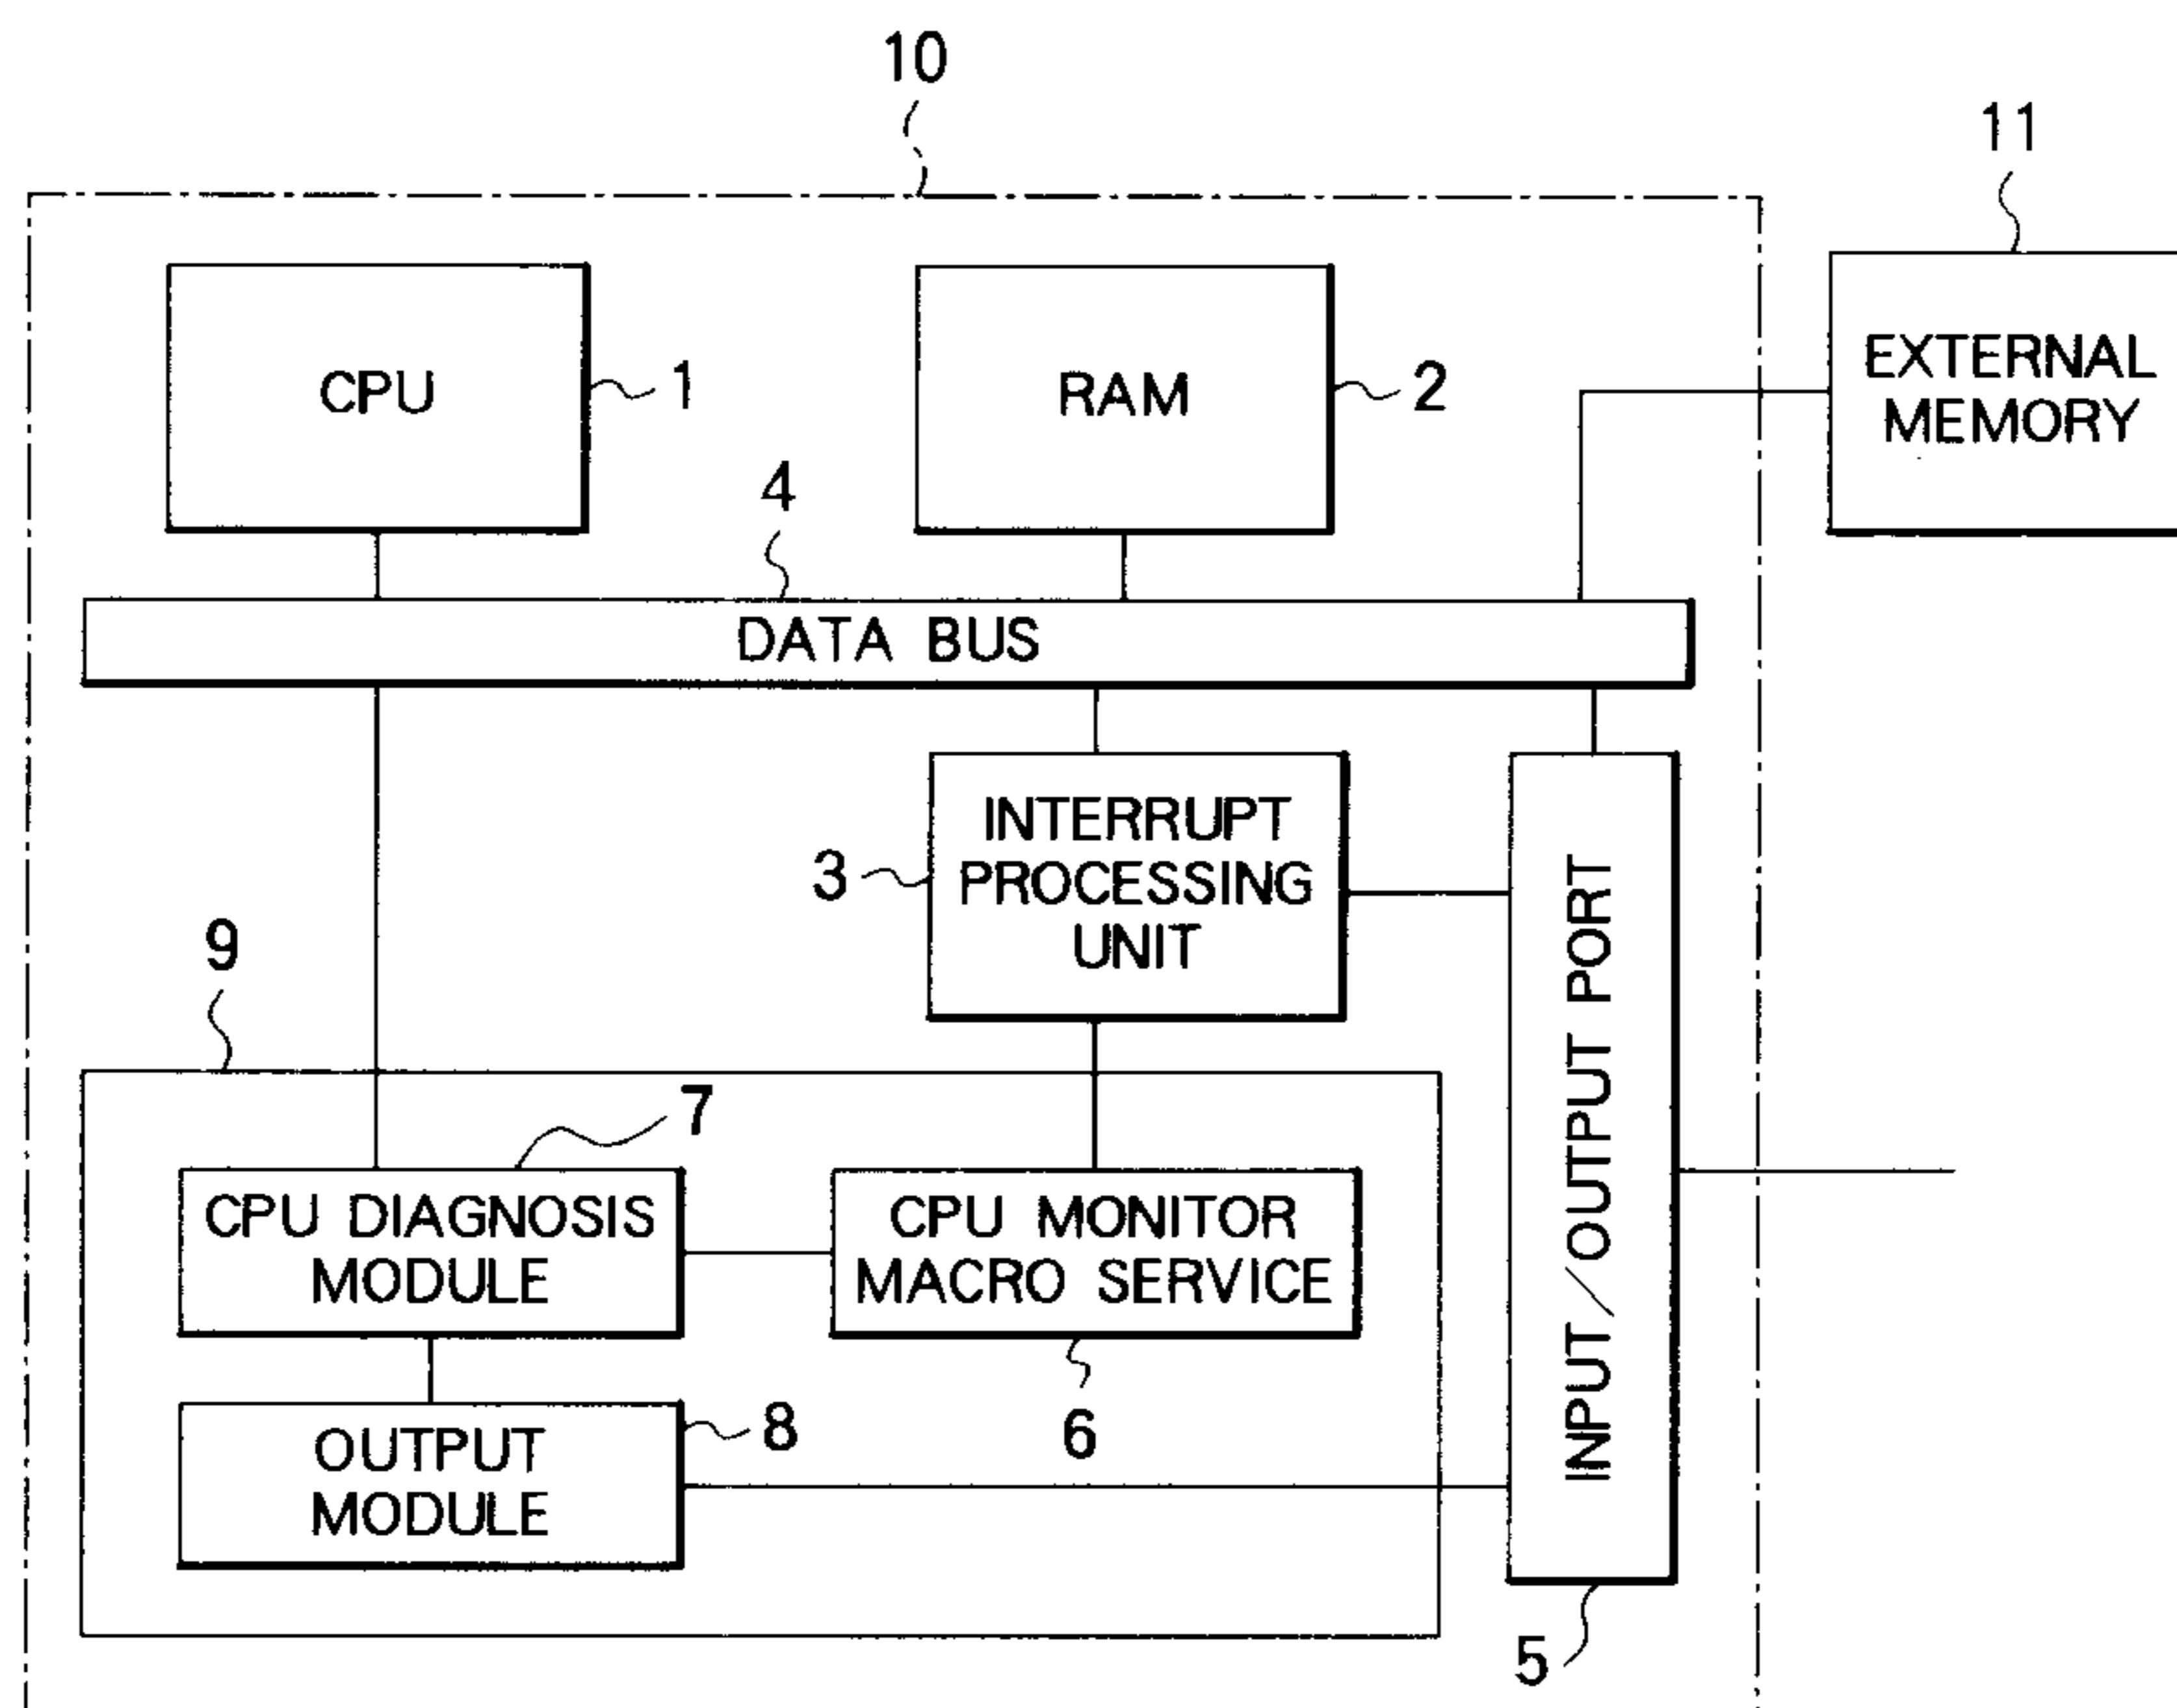 10
11
CPU
1
RAM
2
EXTERNAL
MEMORY
4
DATA BUS
INTERRUPT
PROCESSING
UNIT
3
INPUT/OUTPUT PORT
9
7
CPU DIAGNOSIS
MODULE
CPU MONITOR
MACRO SERVICE
OUTPUT
MODULE
8
6
5